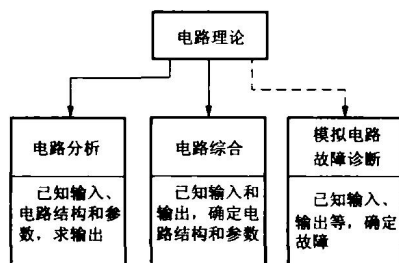 电路理论
电路分析
已知输入、
电路结构和参
数，求输出
电路综合
已知输入和
输出，确定电
路结构和参数
模拟电路
故障诊断
已知输入、
输出等，确定
故障